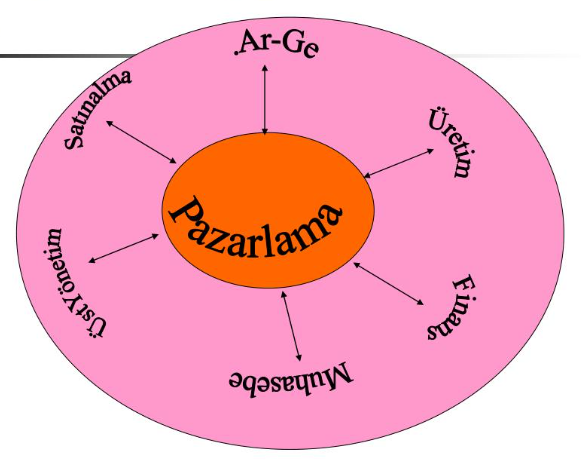 .Ar-Ge
Satınalma
Üretim
Pazarlama
ÜstYönetim
Finans
Muhasebe